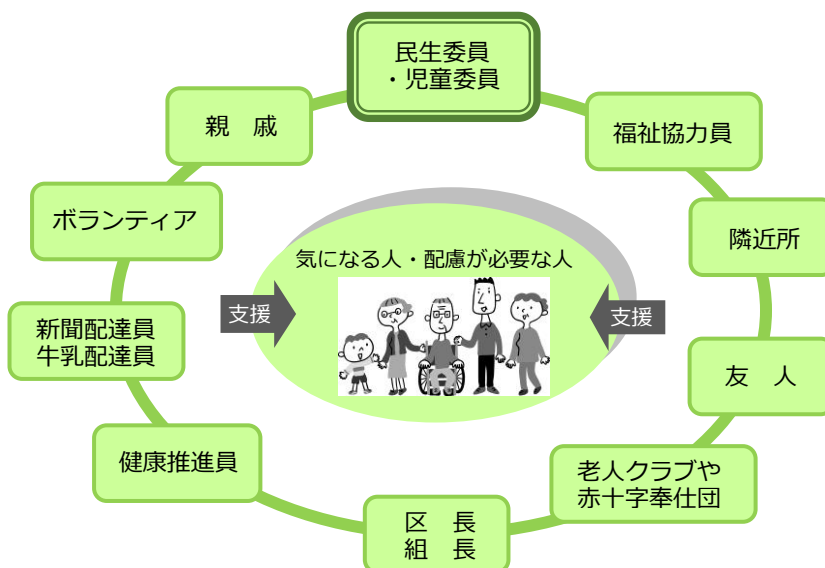 民生委員
・児童委員
親　戚
福祉協力員
ボランティア
隣近所
気になる人・配慮が必要な人
支援
支援
新聞配達員
牛乳配達員
友　人
健康推進員
老人クラブや
赤十字奉仕団
区　長
組　長